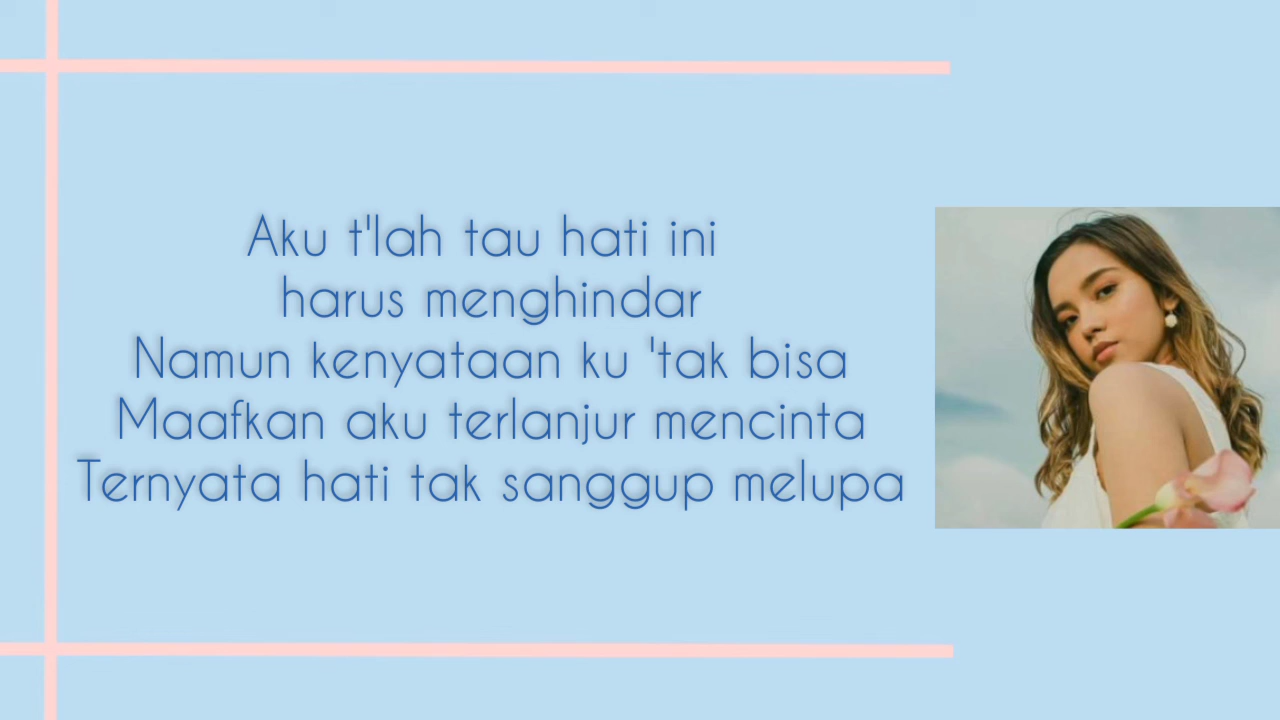 Aku t'lah tau hati ini
harus menghindar
Namun kenyataan ku 'tak bisa
Maafkan aku terlanjur mencinta
Ternyata hati tak sanggup melupa